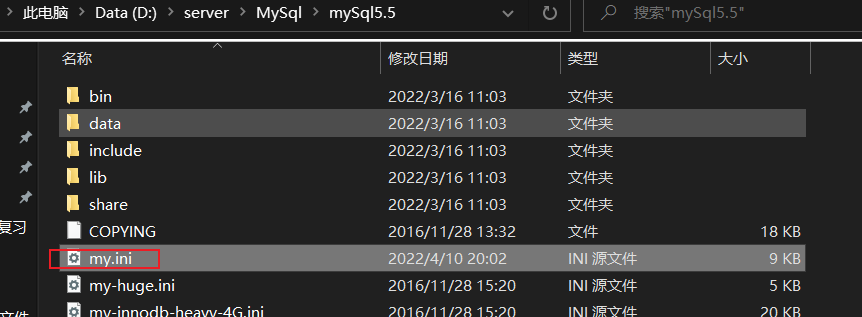 此电脑 > Data (D:) > server > MySql > mySql5.5 搜索"mySql5.5"
名称 修改日期 类型 大小
bin 2022/3/16 11:03 文件夹
data 2022/3/16 11:03 文件夹
include 2022/3/16 11:03 文件夹
lib 2022/3/16 11:03 文件夹
share 2022/3/16 11:03 文件夹
复习
COPYING 2016/11/28 13:32 文件 18 KB
my.ini 2022/4/10 20:02 INI 源文件 9 KB
my-huge.ini 2016/11/28 15:20 INI 源文件 5 KB
my-innodb-heavy-4G.ini 2016/11/28 15:20 INI 源文件 20 KB
文件